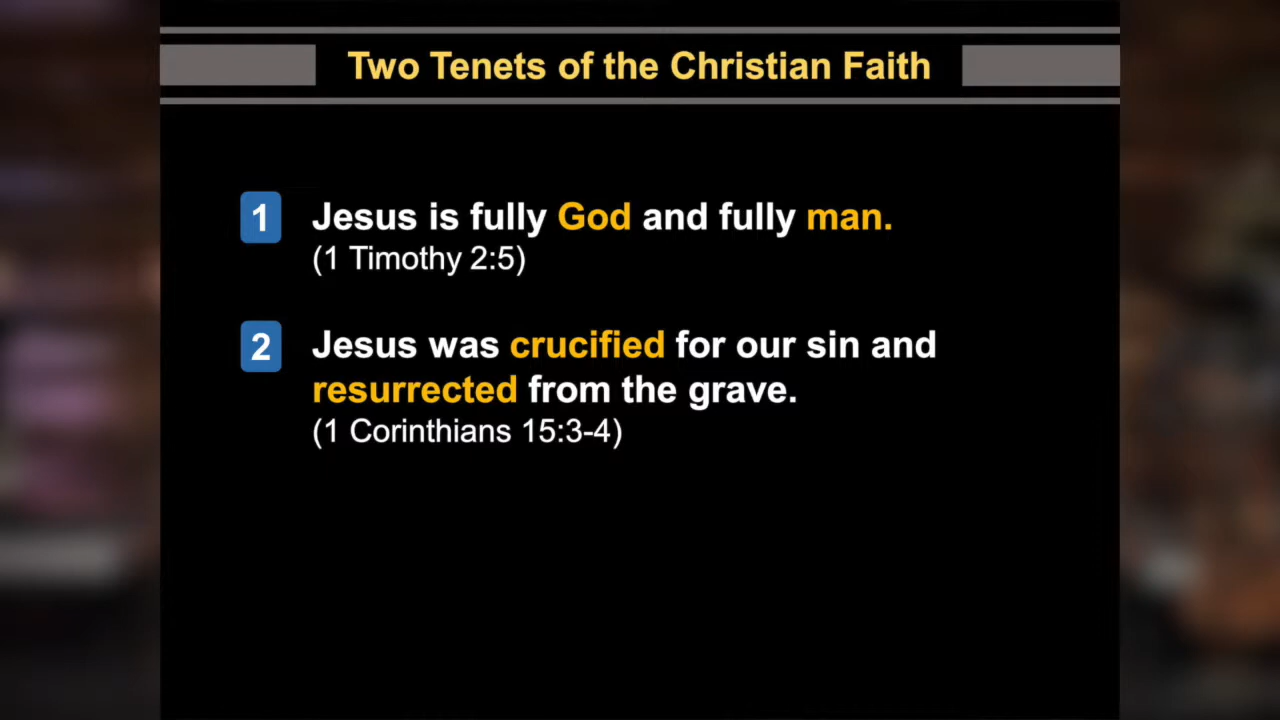 Two Tenets of the Christian Faith
1 Jesus is fully God and fully man.
(1 Timothy 2:5)
2 Jesus was crucified for our sin and
resurrected from the grave.
(1 Corinthians 15:3-4)